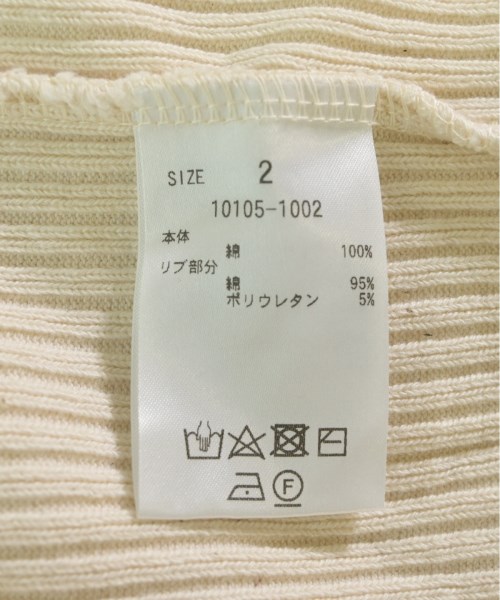 SIZE 2
10105-1002
本体
綿 100%
リブ部分
綿 95%
ポリウレタン 5%
F